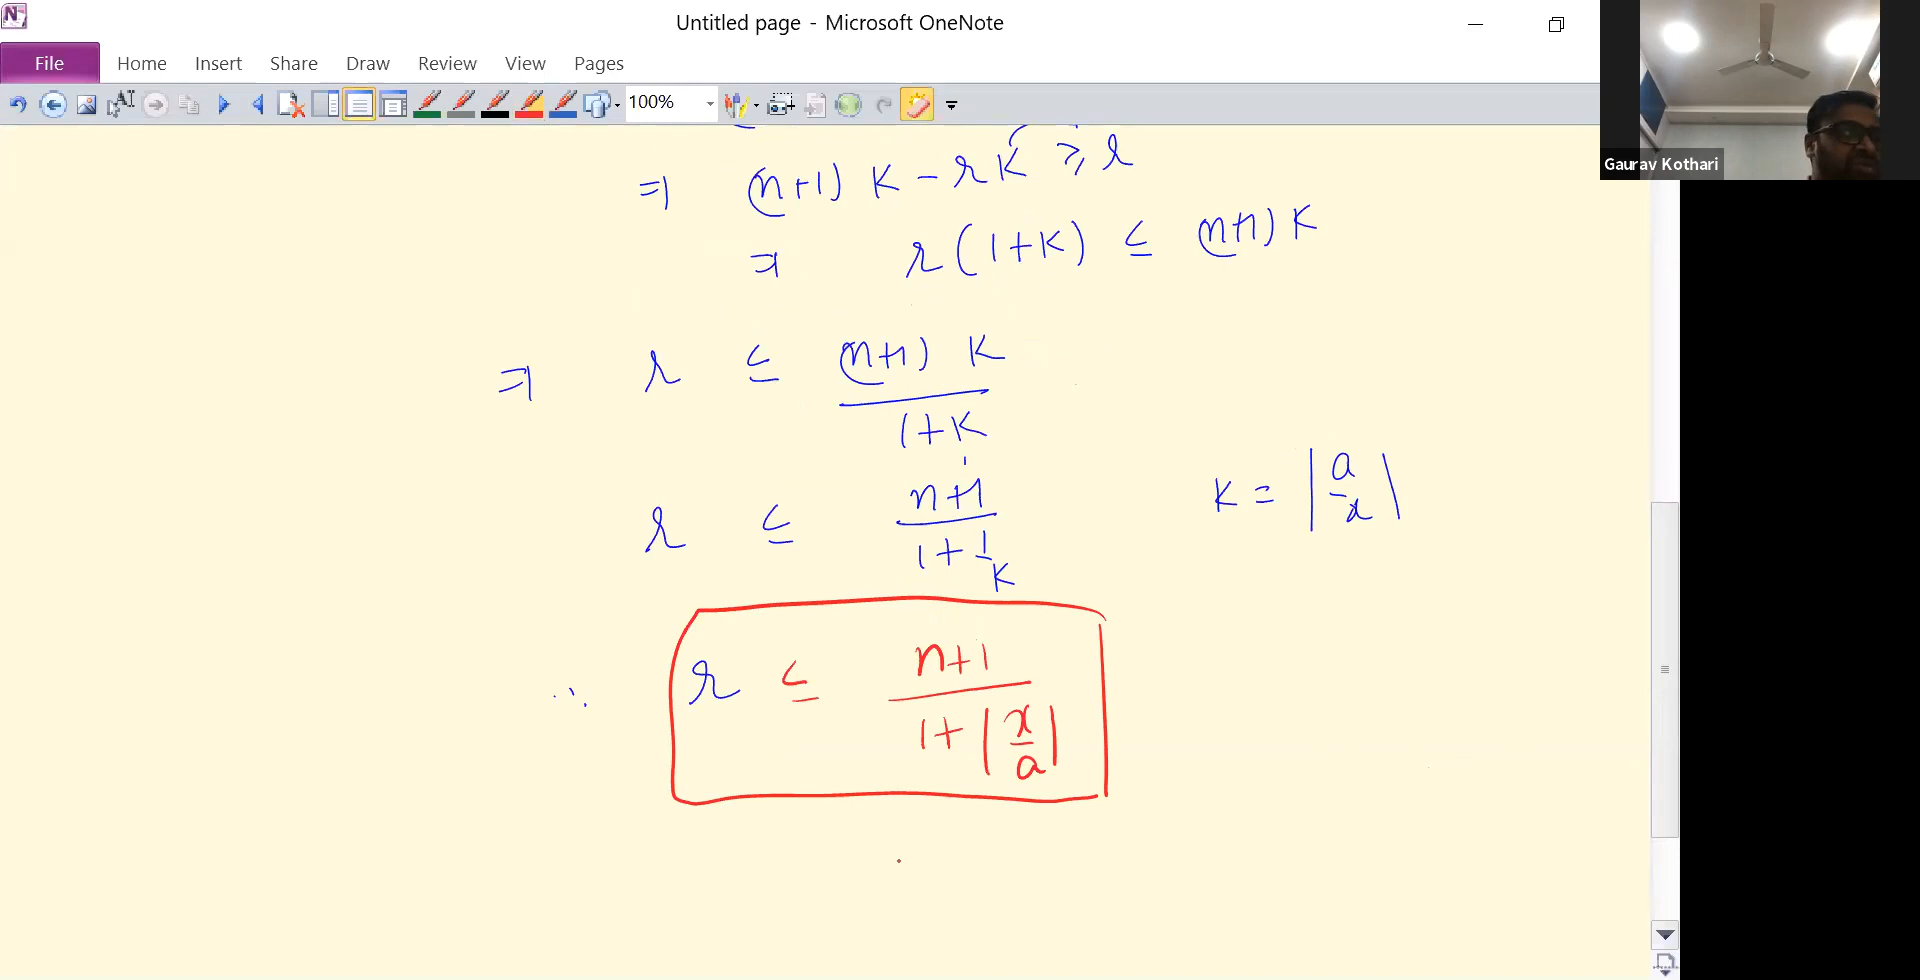 Untitled page - Microsoft OneNote
File Home Insert Share Draw Review View Pages
100%
Gaurav Kothari
⇒ (n+1) K - rK ≥ r
⇒ r(1+K) ≤ (n+1) K
⇒ r ≤ (n+1) K / 1+K
r ≤ n+1 / 1+1/K
K = |a/x|
∴ r ≤ n+1 / 1+|x/a|